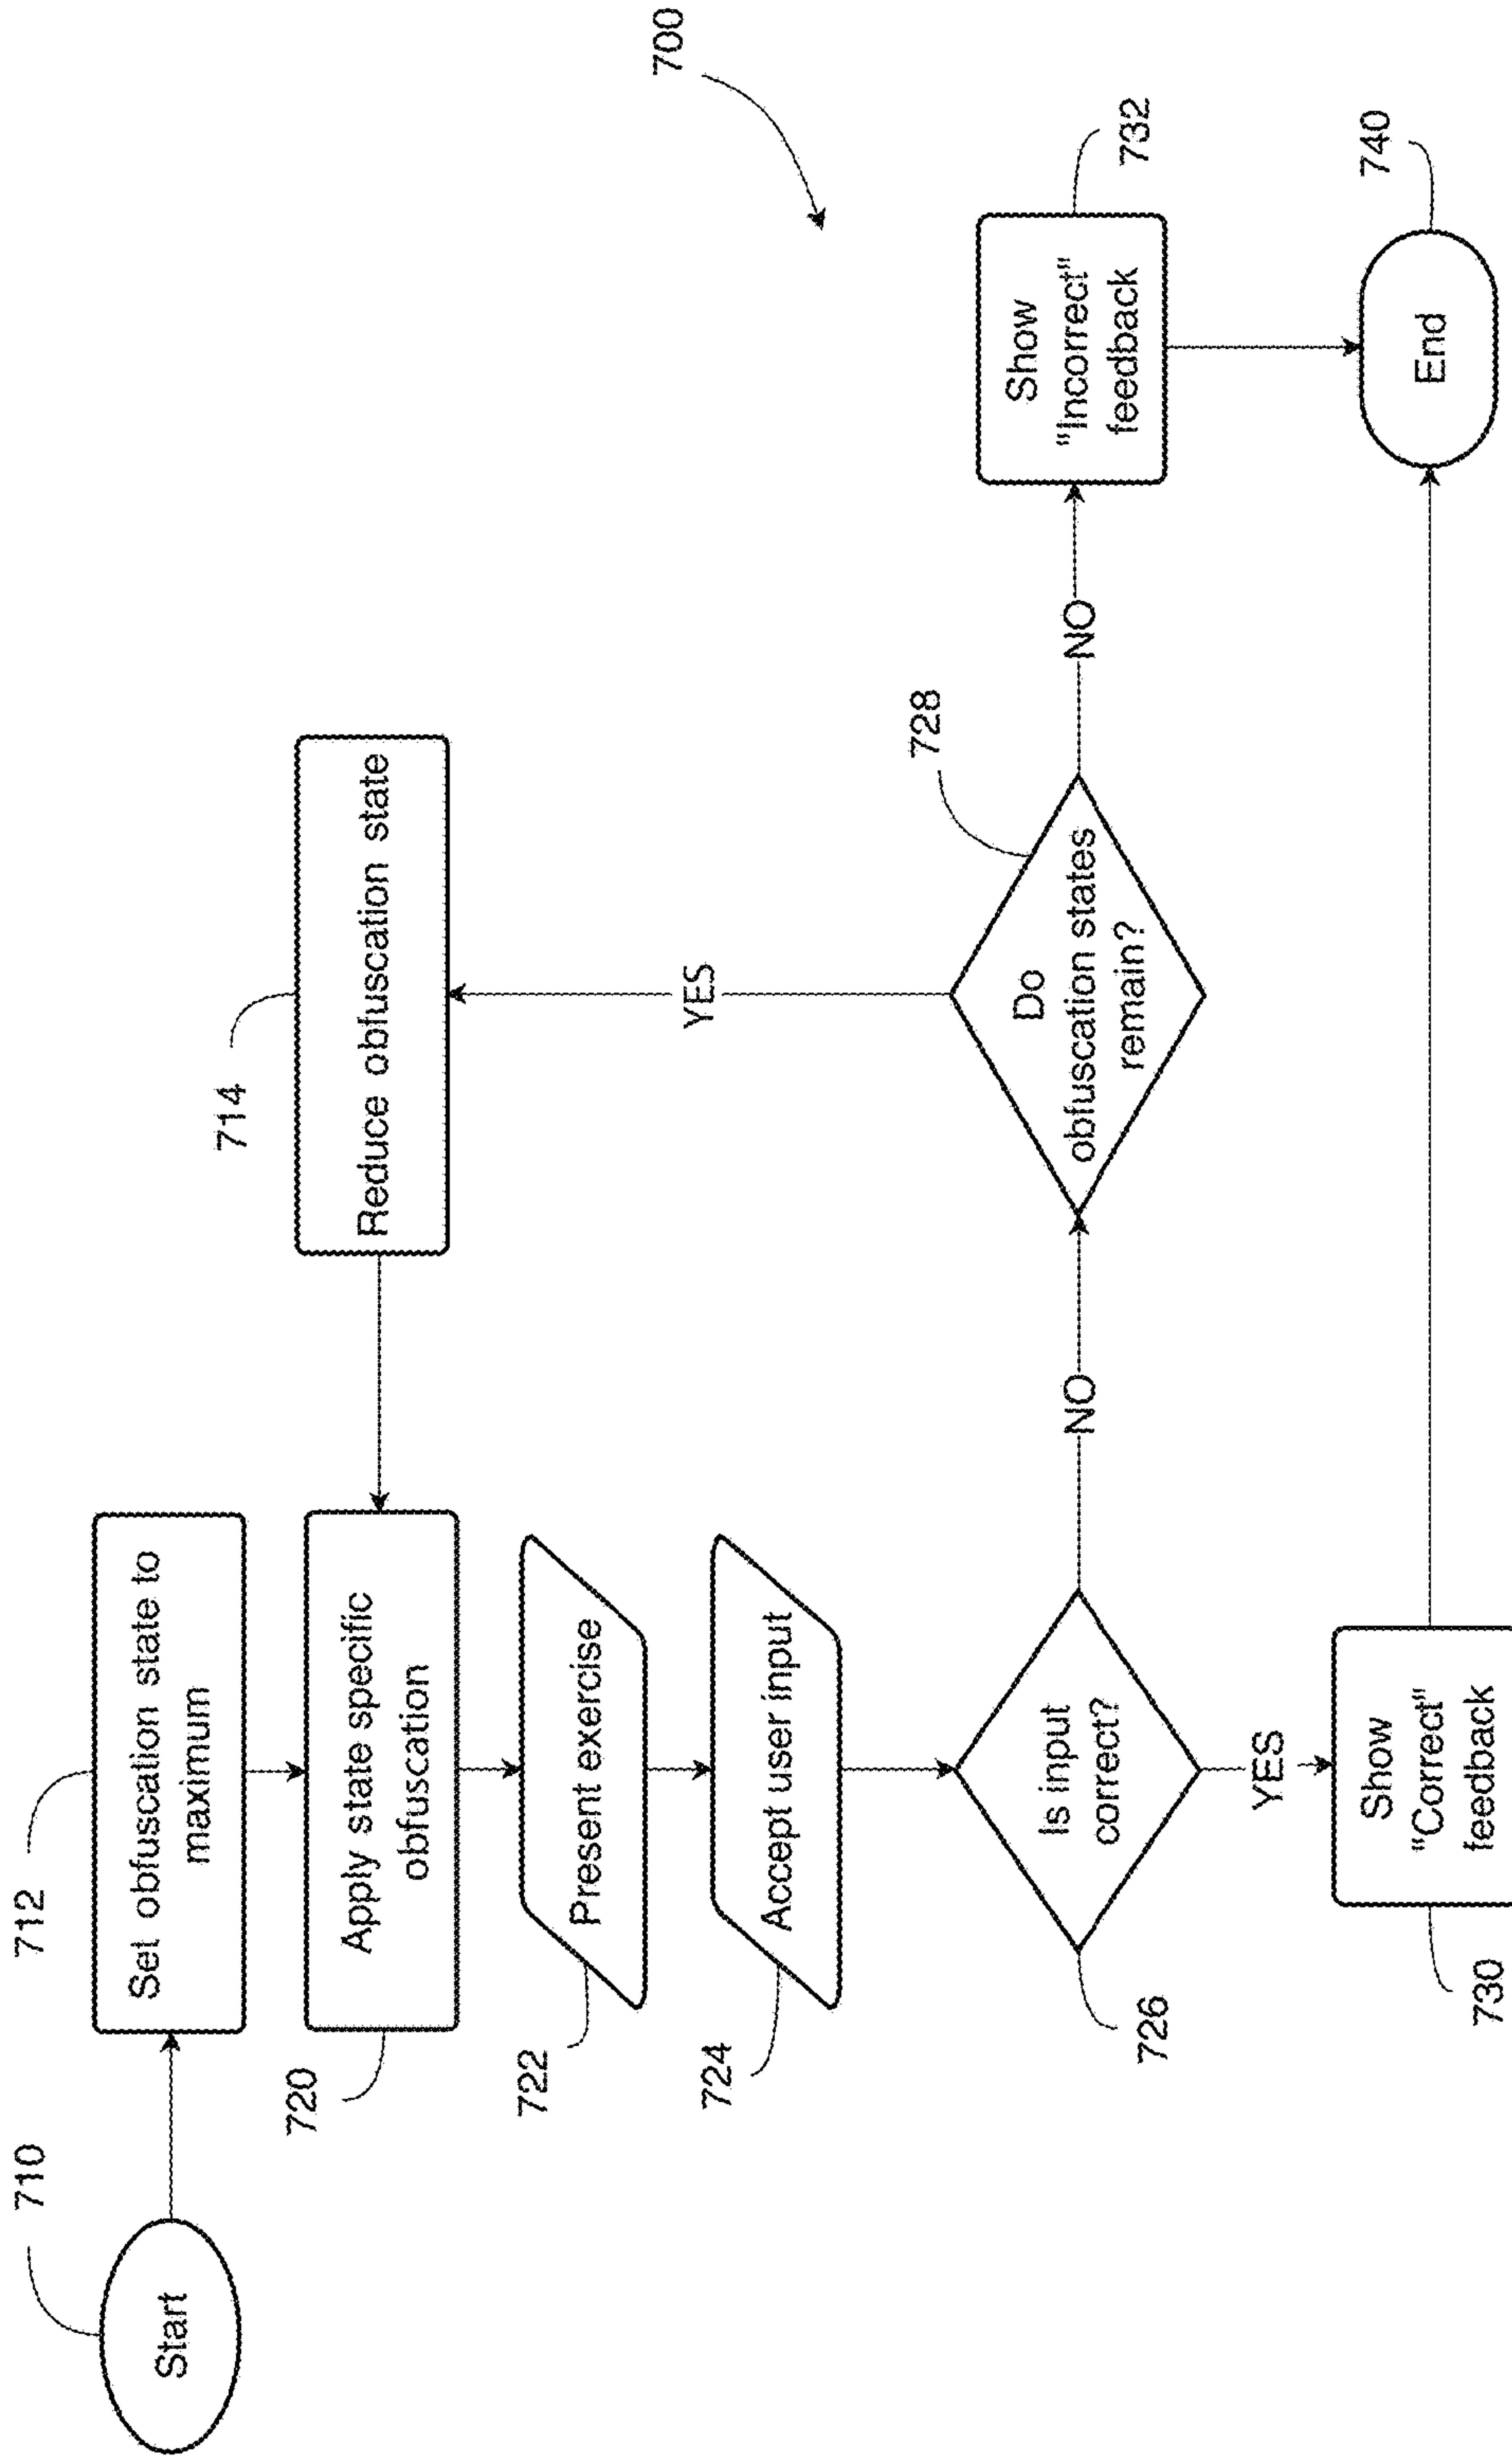 700
710
Start
712
Set obfuscation state to
maximum
714
Reduce obfuscation state
720
Apply state specific
obfuscation
722
Present exercise
724
Accept user input
726
Is input
correct?
NO
728
Do
obfuscation states
remain?
YES
NO
732
Show
"Incorrect"
feedback
YES
730
Show
"Correct"
feedback
740
End